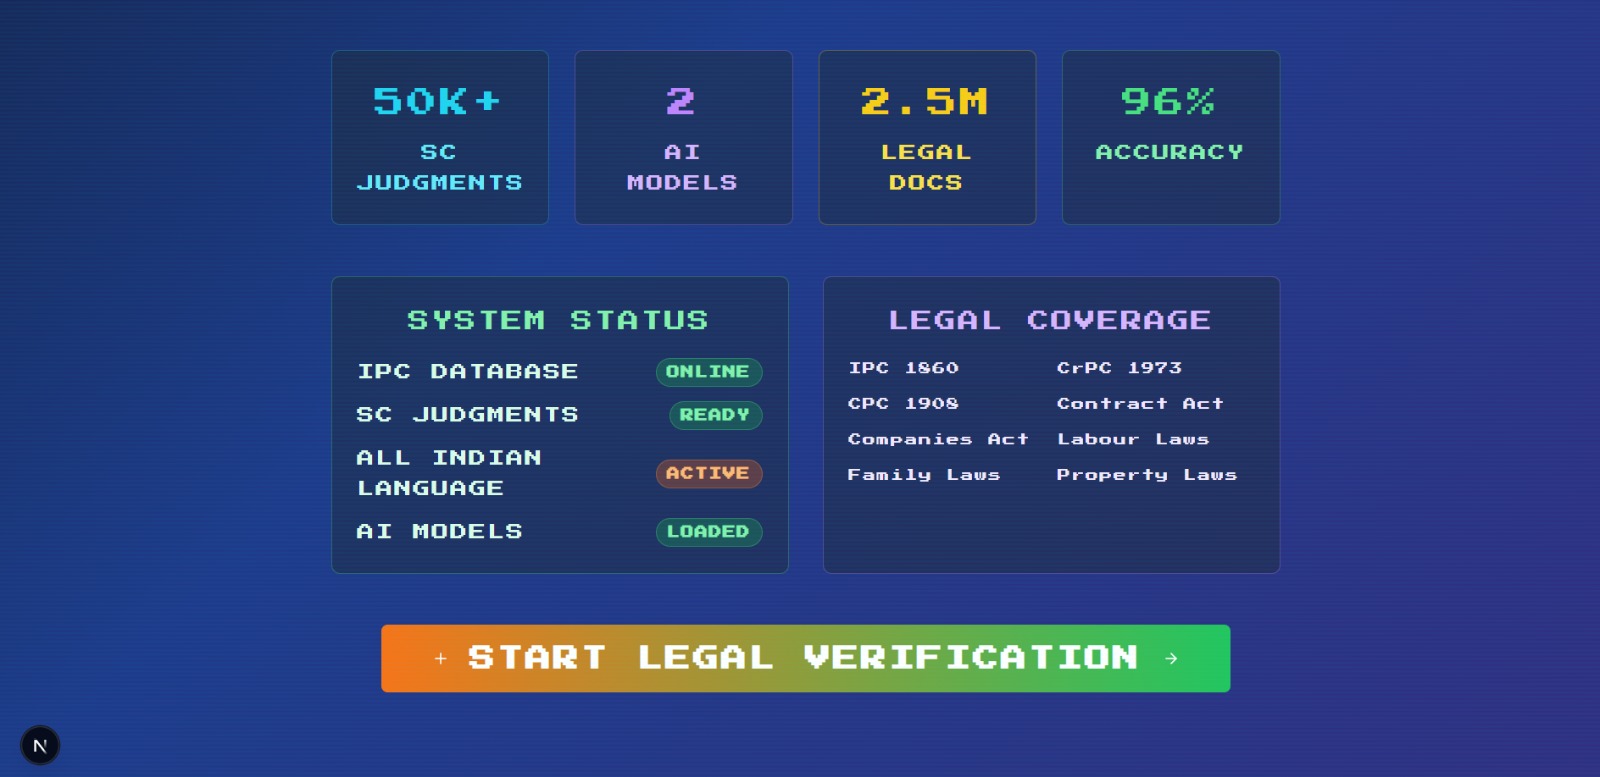 50K+
SC
JUDGMENTS
2
AI
MODELS
2.5M
LEGAL
DOCS
96%
ACCURACY
SYSTEM STATUS
IPC DATABASE ONLINE
SC JUDGMENTS READY
ALL INDIAN
LANGUAGE ACTIVE
AI MODELS LOADED
LEGAL COVERAGE
IPC 1860 CrPC 1973
CPC 1908 Contract Act
Companies Act Labour Laws
Family Laws Property Laws
+ START LEGAL VERIFICATION →
N